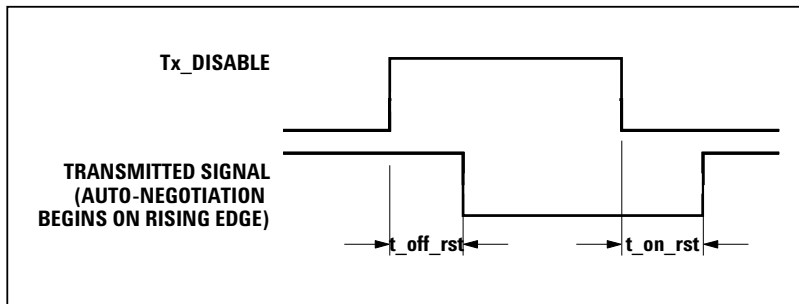 Tx_DISABLE
TRANSMITTED SIGNAL
(AUTO-NEGOTIATION
BEGINS ON RISING EDGE)
t_off_rst
t_on_rst